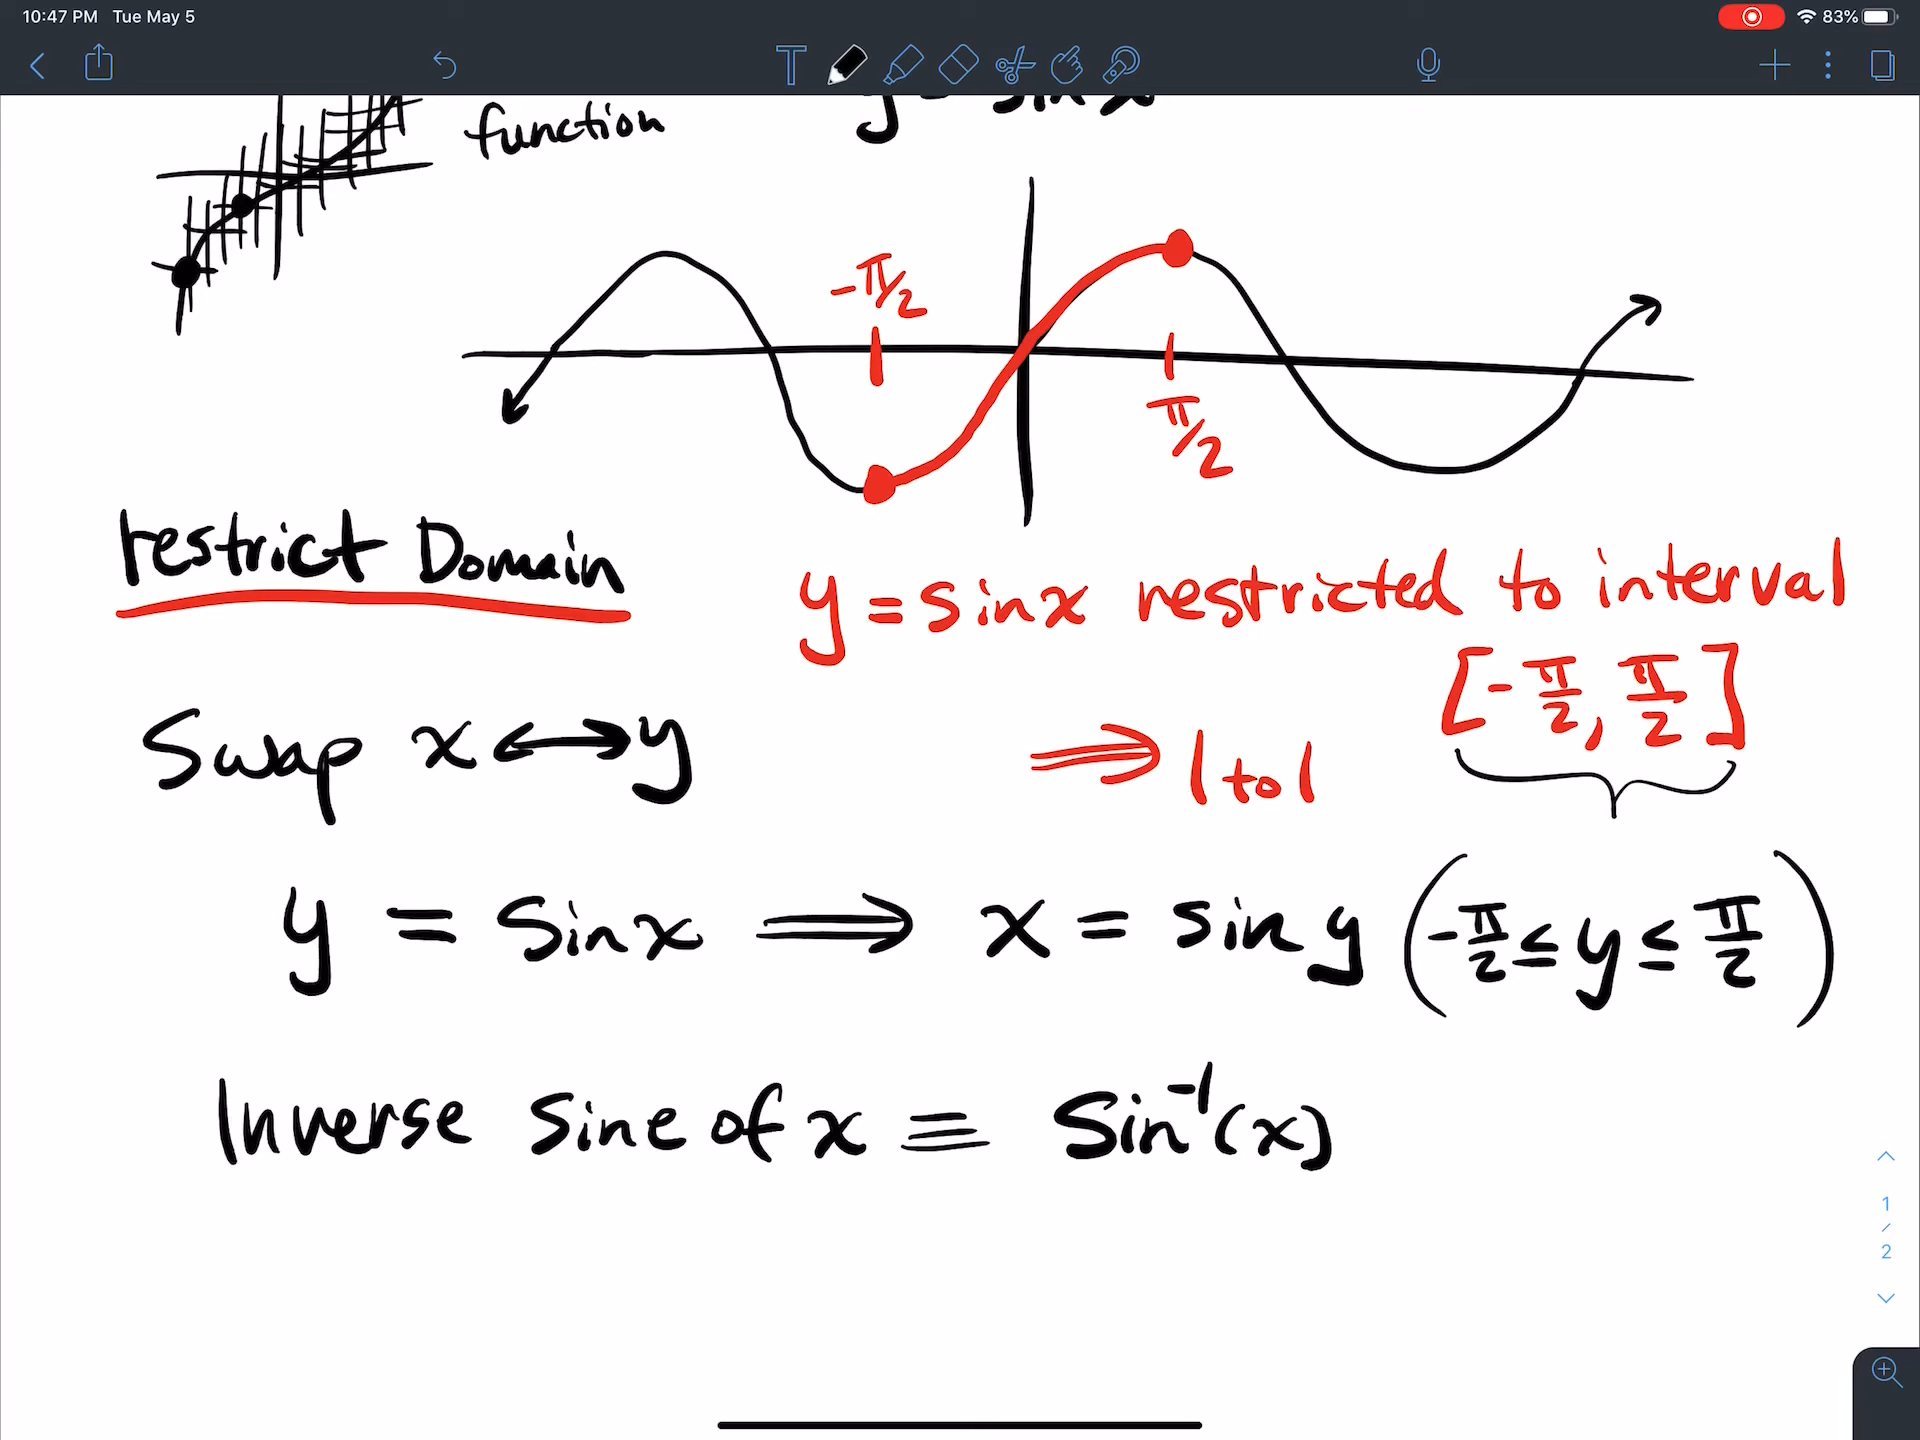 10:47 PM Tue May 5
83%
T
function
y = sin x
-π/2
π/2
restrict Domain
y = sin x restricted to interval
[-π/2, π/2]
Swap x ↔ y
⇒ 1 to 1
y = sin x ⇒ x = sin y (-π/2 ≤ y ≤ π/2)
Inverse Sine of x ≡ Sin⁻¹(x)
1
/
2